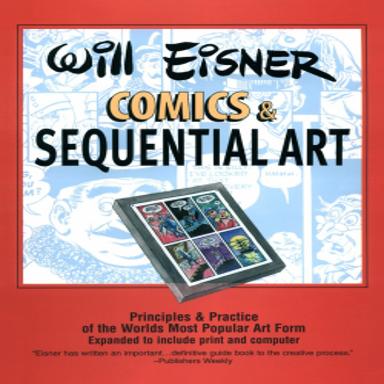 Will EISNER
COMICS &
SEQUENTIAL ART
Principles & Practice
of the Worlds Most Popular Art Form
Expanded to include print and computer
"Eisner has written an important...definitive guide book to the creative process."
–Publishers Weekly